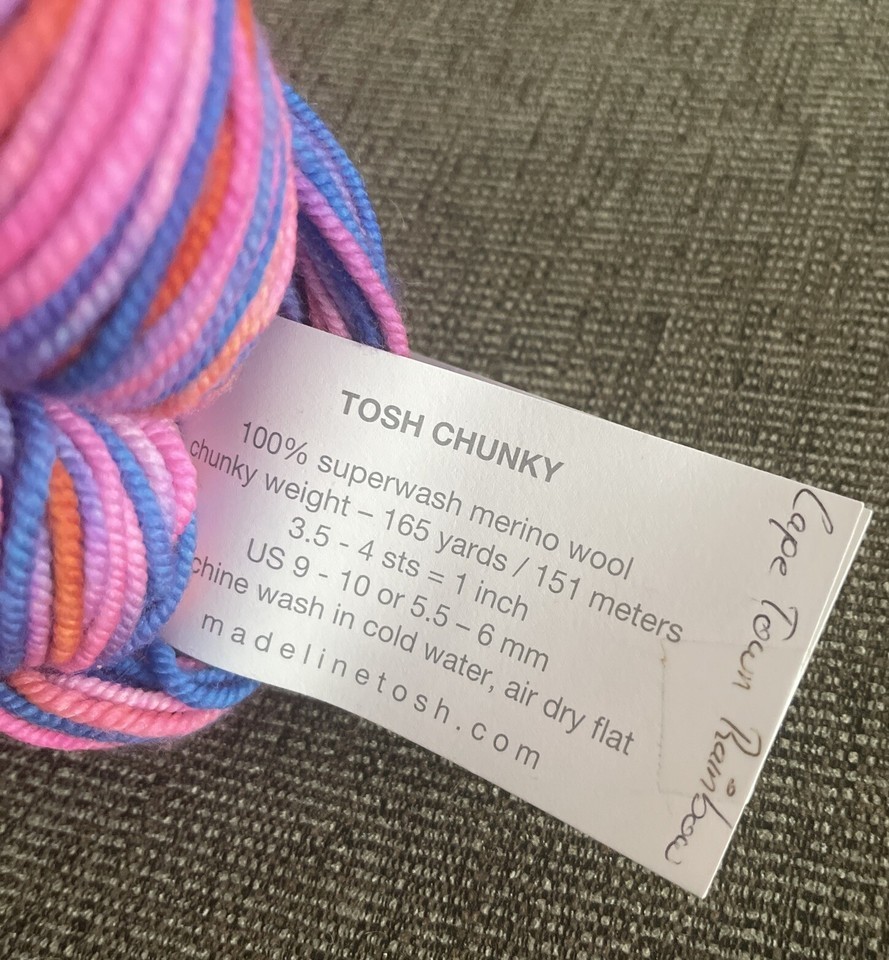 TOSH CHUNKY
100% superwash merino wool
chunky weight – 165 yards / 151 meters
3.5 - 4 sts = 1 inch
US 9 - 10 or 5.5 – 6 mm
chine wash in cold water, air dry flat
madelinetosh.com
Cape Town Rainbow